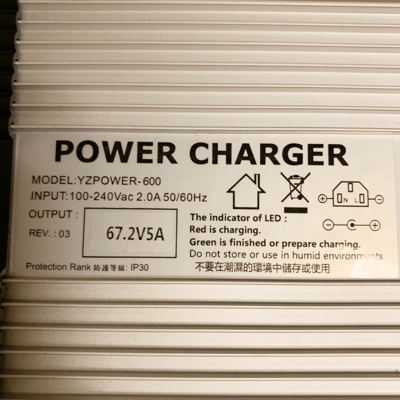 POWER CHARGER
MODEL:YZPOWER-600
INPUT:100-240Vac 2.0A 50/60Hz
OUTPUT :
67.2V5A
REV. : 03
N L
The indicator of LED :
Red is charging.
Green is finished or prepare charging.
Do not store or use in humid environments
Protection Rank 防護等級: IP30
不要在潮濕的環境中儲存或使用